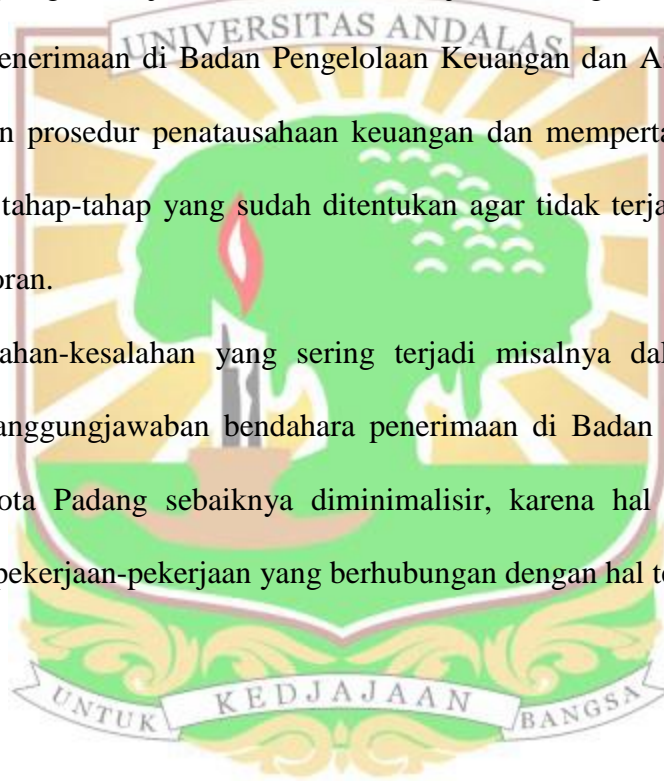 UNIVERSITAS ANDALAS
enerimaan di Badan Pengelolaan Keuangan dan A
n prosedur penatausahaan keuangan dan memperta
tahap-tahap yang sudah ditentukan agar tidak terja
oran.
ahan-kesalahan yang sering terjadi misalnya dal
anggungjawaban bendahara penerimaan di Badan
ota Padang sebaiknya diminimalisir, karena hal
pekerjaan-pekerjaan yang berhubungan dengan hal te
UNTUK KEDJAJAAN BANGSA